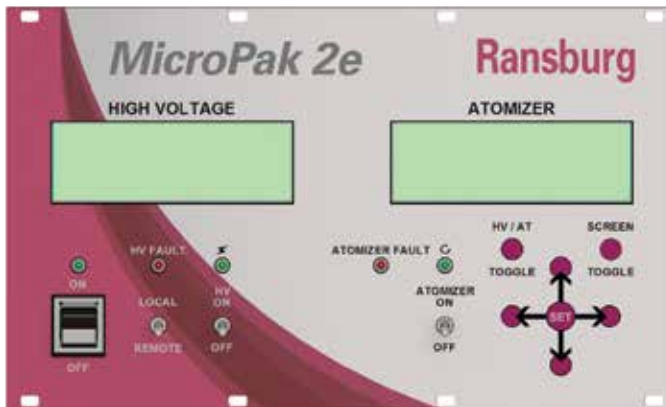 MicroPak 2e
Ransburg
HIGH VOLTAGE
ATOMIZER
HV / AT
TOGGLE
SCREEN
TOGGLE
ON
OFF
HV FAULT
LOCAL
REMOTE
HV
ON
OFF
ATOMIZER FAULT
ATOMIZER
ON
OFF
SET